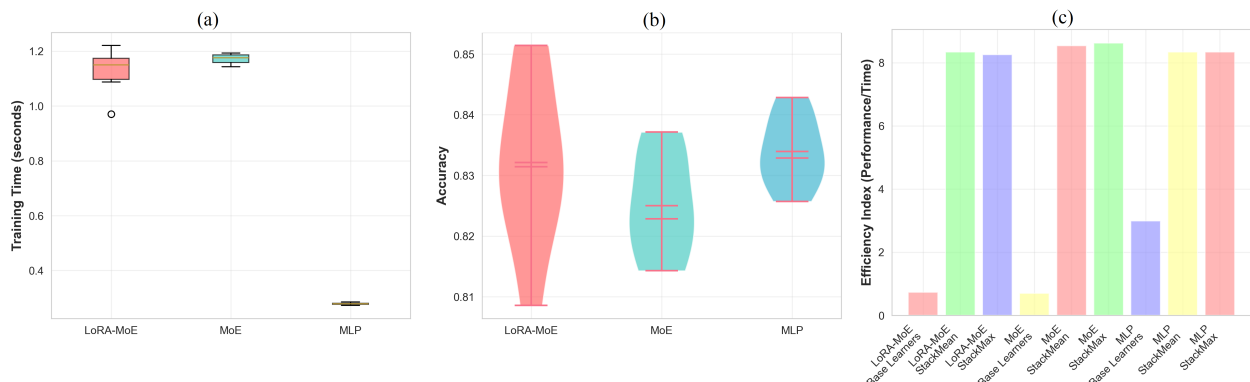 (a)
Training Time (seconds)
1.2
1.0
0.8
0.6
0.4
LoRA-MoE
MoE
MLP
(b)
Accuracy
0.85
0.84
0.83
0.82
0.81
LoRA-MoE
MoE
MLP
(c)
Efficiency Index (Performance/Time)
8
6
4
2
0
LoRA-MoE
Base Learners
LoRA-MoE
StackMean
LoRA-MoE
StackMax
MoE
Base Learners
MoE
StackMean
MoE
StackMax
MLP
Base Learners
MLP
StackMean
MLP
StackMax